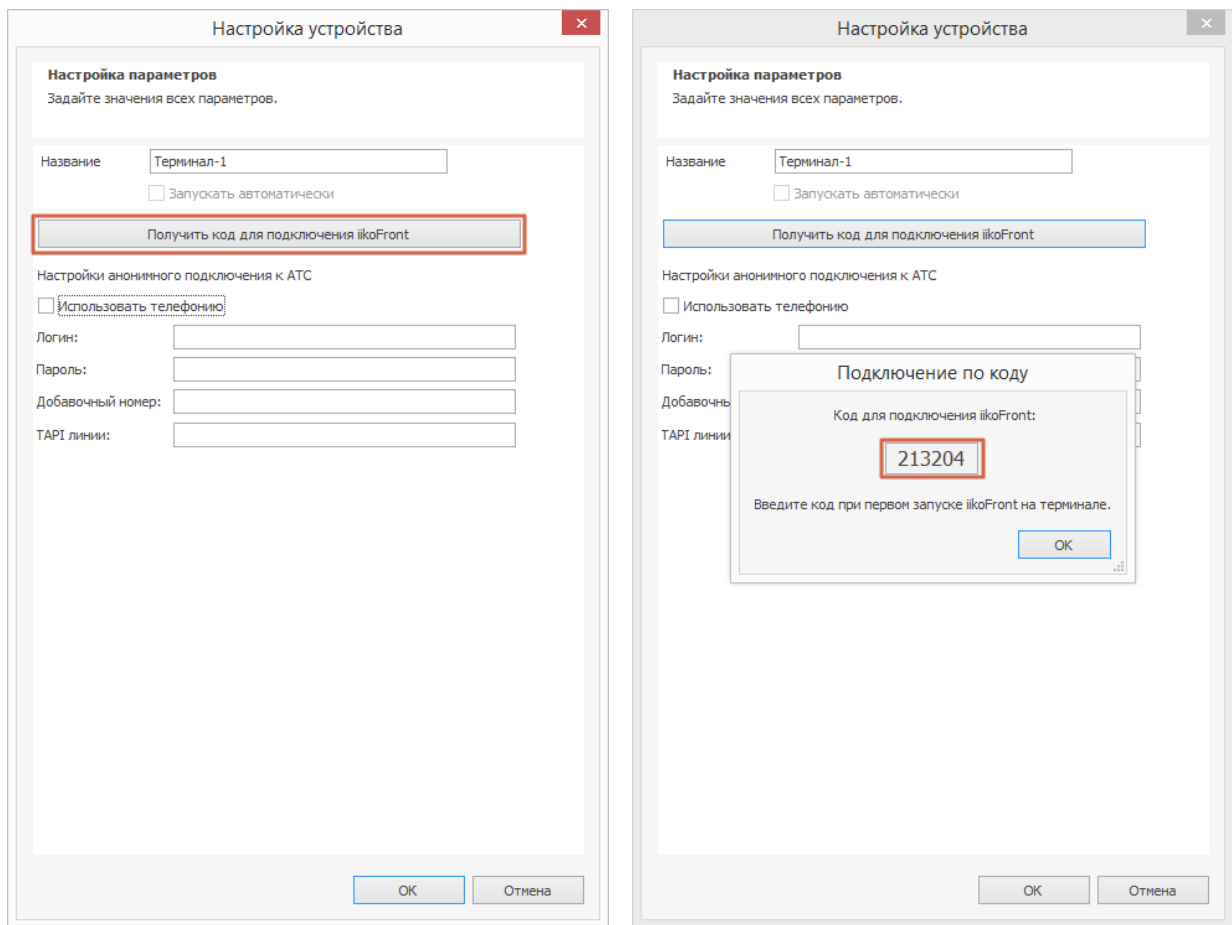 Настройка устройства
Настройка параметров
Задайте значения всех параметров.
Название
Терминал-1
Запускать автоматически
Получить код для подключения iikoFront
Настройки анонимного подключения к АТС
Использовать телефонию
Логин:
Пароль:
Добавочный номер:
TAPI линии:
OK
Отмена
Настройка устройства
Настройка параметров
Задайте значения всех параметров.
Название
Терминал-1
Запускать автоматически
Получить код для подключения iikoFront
Настройки анонимного подключения к АТС
Использовать телефонию
Логин:
Пароль:
Добавочн
TAPI линии
Подключение по коду
Код для подключения iikoFront:
213204
Введите код при первом запуске iikoFront на терминале.
OK
OK
Отмена